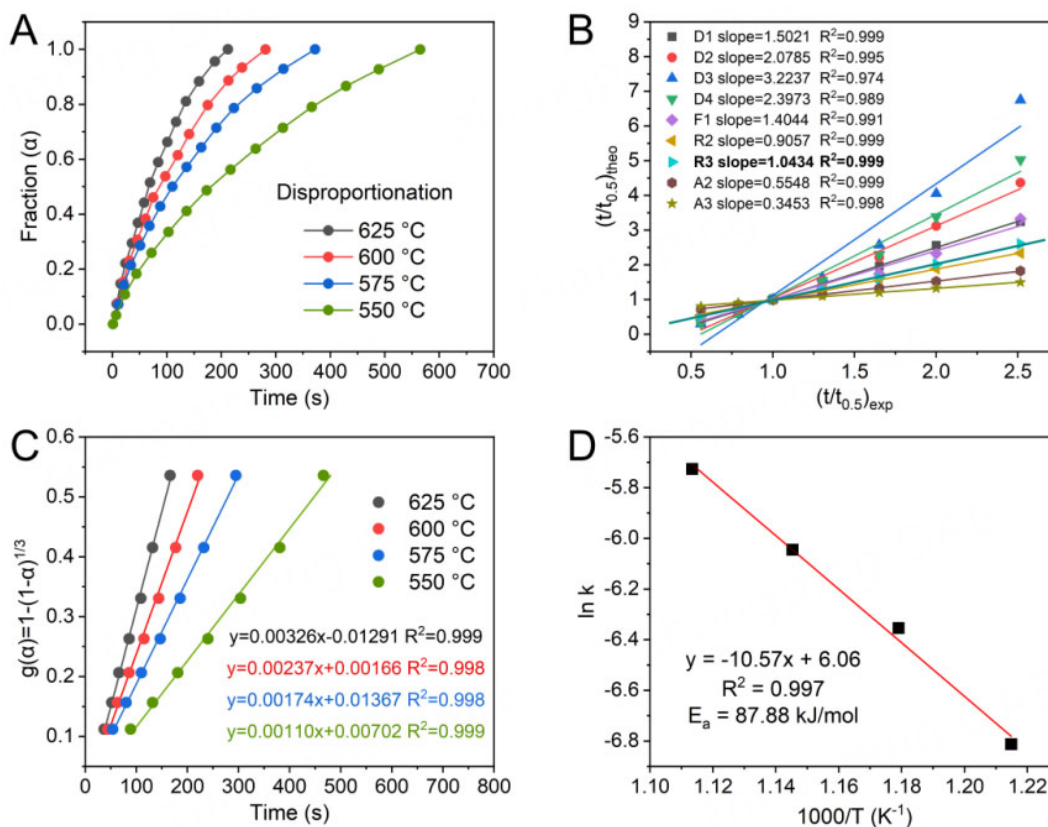 A
Fraction (α)
1.0
0.8
0.6
0.4
0.2
0.0
Disproportionation
625 °C
600 °C
575 °C
550 °C
0 100 200 300 400 500 600 700
Time (s)
B
(t/t0.5)theo
9
8
7
6
5
4
3
2
1
0
-1
D1 slope=1.5021 R²=0.999
D2 slope=2.0785 R²=0.995
D3 slope=3.2237 R²=0.974
D4 slope=2.3973 R²=0.989
F1 slope=1.4044 R²=0.991
R2 slope=0.9057 R²=0.999
R3 slope=1.0434 R²=0.999
A2 slope=0.5548 R²=0.999
A3 slope=0.3453 R²=0.998
0.5 1.0 1.5 2.0 2.5
(t/t0.5)exp
C
g(α)=1-(1-α)^1/3
0.6
0.5
0.4
0.3
0.2
0.1
625 °C
600 °C
575 °C
550 °C
y=0.00326x-0.01291 R²=0.999
y=0.00237x+0.00166 R²=0.998
y=0.00174x+0.01367 R²=0.998
y=0.00110x+0.00702 R²=0.999
0 100 200 300 400 500 600 700 800
Time (s)
D
ln k
-5.6
-5.8
-6.0
-6.2
-6.4
-6.6
-6.8
y = -10.57x + 6.06
R² = 0.997
Ea = 87.88 kJ/mol
1.10 1.12 1.14 1.16 1.18 1.20 1.22
1000/T (K⁻¹)